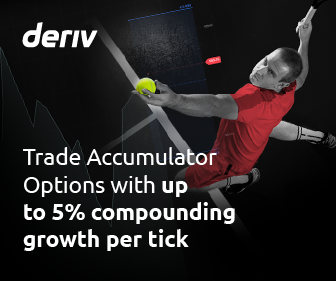 deriv
Trade Accumulator
Options with up
to 5% compounding
growth per tick